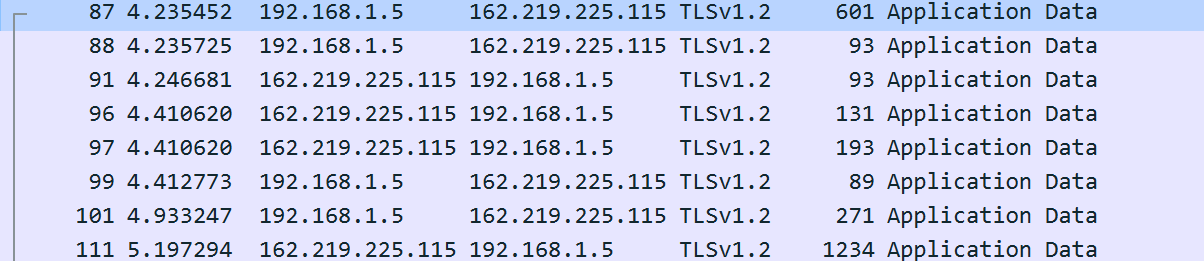 87 4.235452 192.168.1.5 162.219.225.115 TLSv1.2 601 Application Data
88 4.235725 192.168.1.5 162.219.225.115 TLSv1.2 93 Application Data
91 4.246681 162.219.225.115 192.168.1.5 TLSv1.2 93 Application Data
96 4.410620 162.219.225.115 192.168.1.5 TLSv1.2 131 Application Data
97 4.410620 162.219.225.115 192.168.1.5 TLSv1.2 193 Application Data
99 4.412773 192.168.1.5 162.219.225.115 TLSv1.2 89 Application Data
101 4.933247 192.168.1.5 162.219.225.115 TLSv1.2 271 Application Data
111 5.197294 162.219.225.115 192.168.1.5 TLSv1.2 1234 Application Data